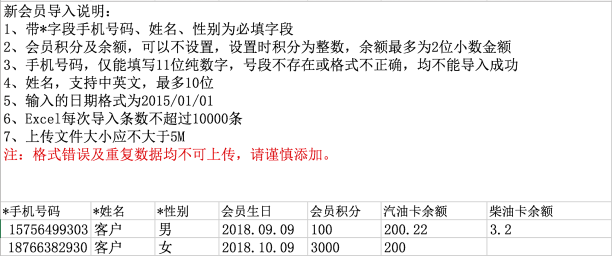 新会员导入说明:
1、带*字段手机号码、姓名、性别为必填字段
2、会员积分及余额，可以不设置，设置时积分为整数，余额最多为2位小数金额
3、手机号码，仅能填写11位纯数字，号段不存在或格式不正确，均不能导入成功
4、姓名，支持中英文，最多10位
5、输入的日期格式为2015/01/01
6、Excel每次导入条数不超过10000条
7、上传文件大小应不大于5M
注: 格式错误及重复数据均不可上传，请谨慎添加。
*手机号码 *姓名 *性别 会员生日 会员积分 汽油卡余额 柴油卡余额
15756499303 客户 男 2018.09.09 100 200.22 3.2
18766382930 客户 女 2018.10.09 3000 200